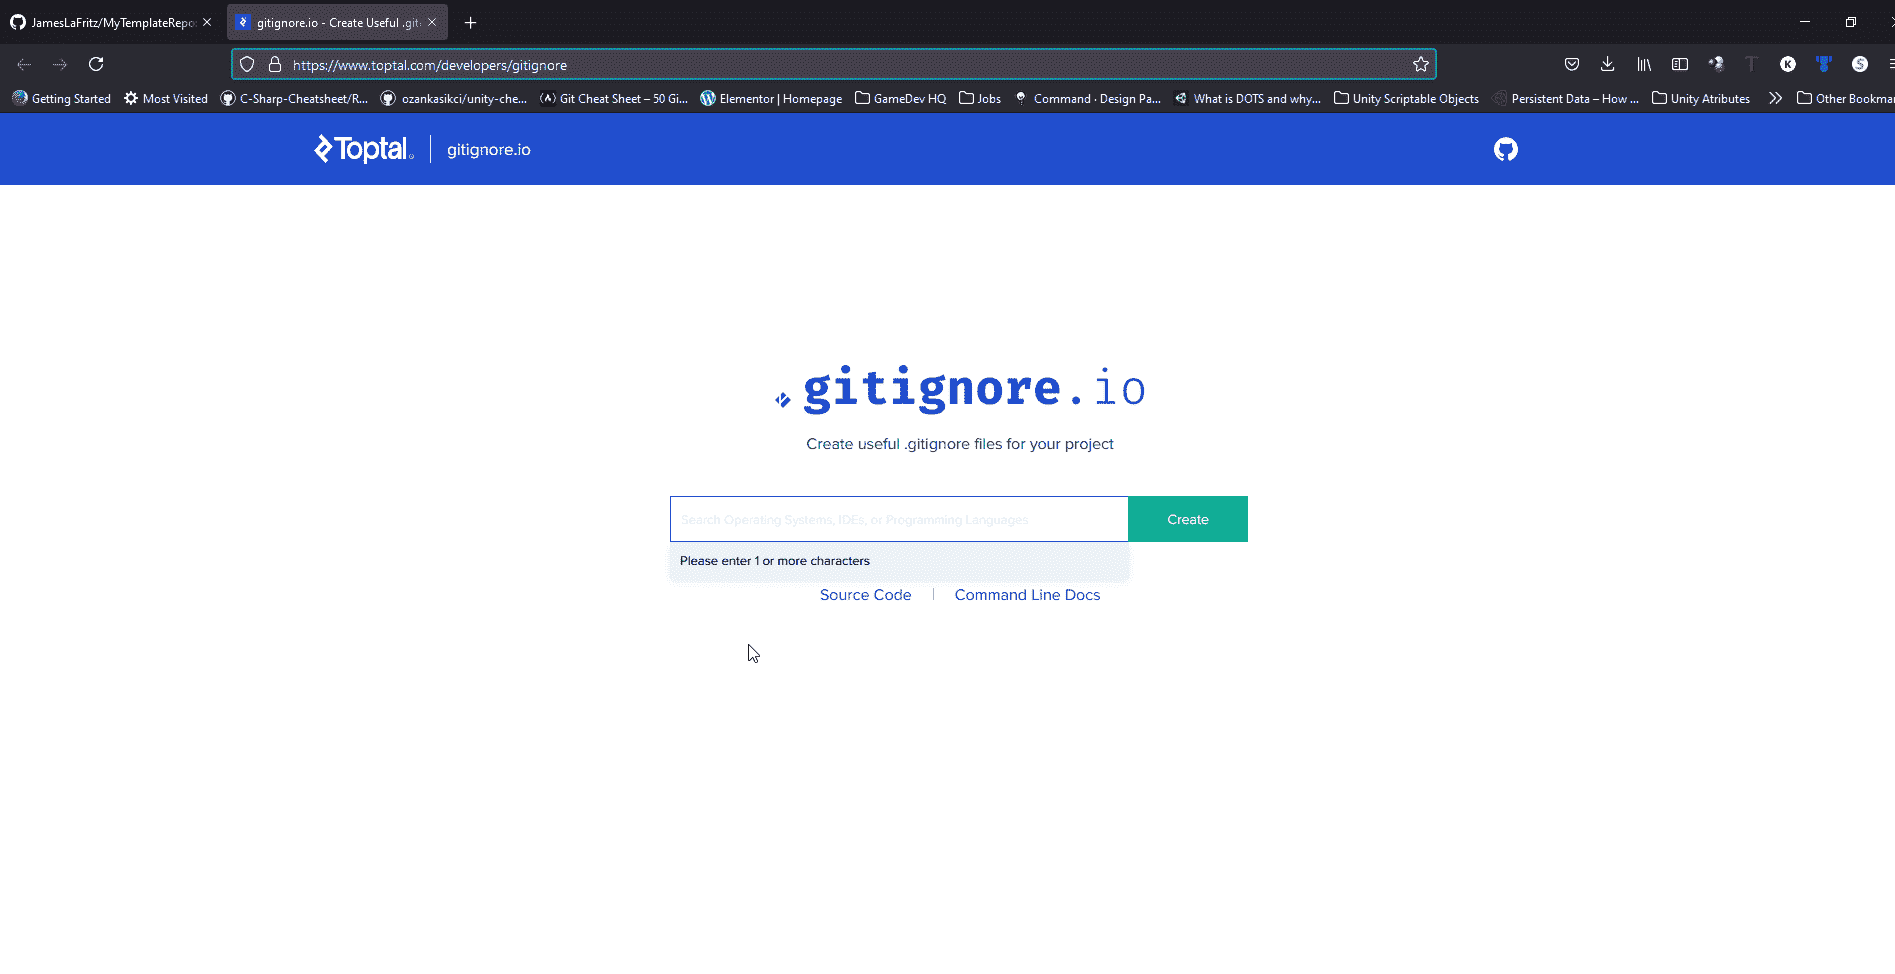 JamesLaFritz/MyTemplateRepo
gitignore.io - Create Useful .git
https://www.toptal.com/developers/gitignore
Getting Started
Most Visited
C-Sharp-Cheatsheet/R...
ozankasikci/unity-che...
Git Cheat Sheet – 50 Gi...
Elementor | Homepage
GameDev HQ
Jobs
Command · Design Pa...
What is DOTS and why...
Unity Scriptable Objects
Persistent Data – How ...
Unity Atributes
Other Bookmar
Toptal
gitignore.io
.gitignore.io
Create useful .gitignore files for your project
Search Operating Systems, IDEs, or Programming Languages
Create
Please enter 1 or more characters
Source Code
Command Line Docs